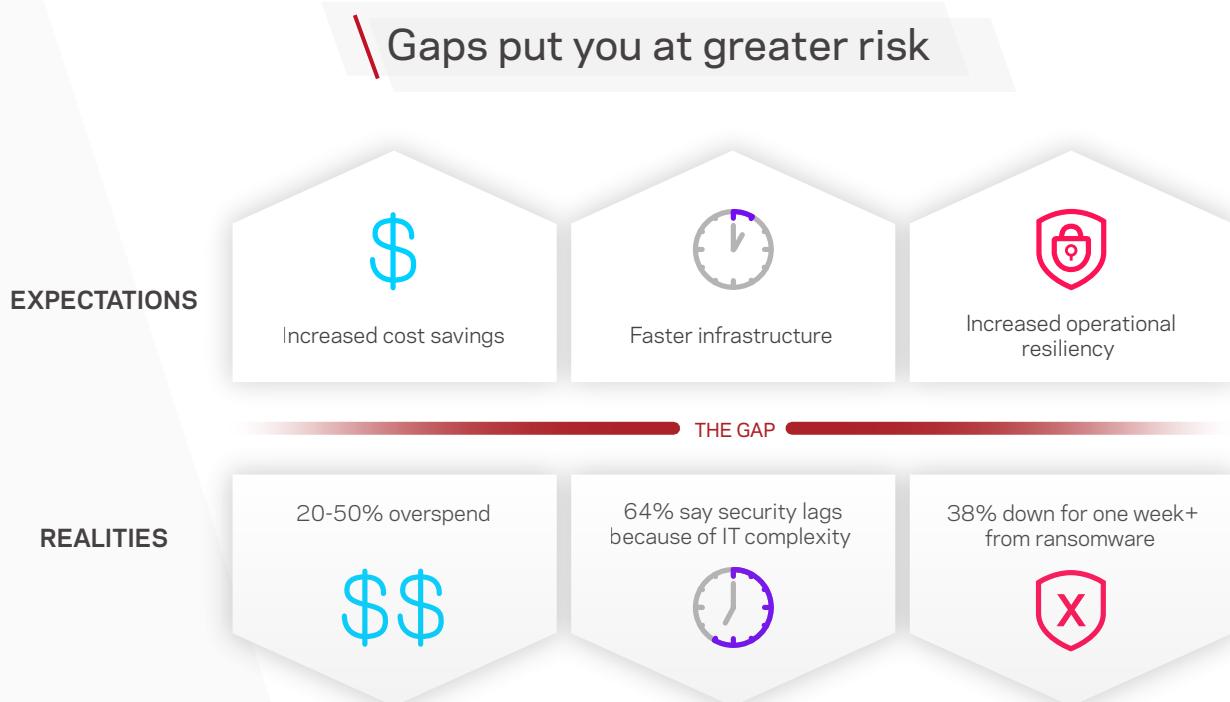 Gaps put you at greater risk
EXPECTATIONS
Increased cost savings
Faster infrastructure
Increased operational
resiliency
THE GAP
REALITIES
20-50% overspend
64% say security lags
because of IT complexity
38% down for one week+
from ransomware
X